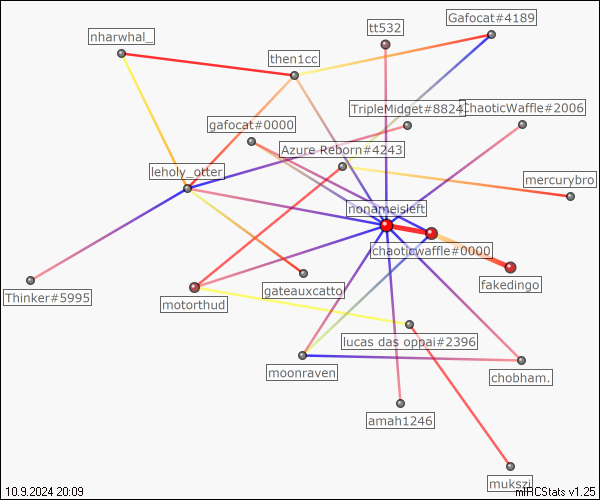 Gafocat#4189
tt532
nharwhal_
then1cc
TripleMidget#8824
ChaoticWaffle#2006
gafocat#0000
Azure Reborn#4243
leholy_otter
mercurybro
nonameisleft
chaoticwaffle#0000
fakedingo
Thinker#5995
motorthud
gateauxcatto
lucas das oppai#2396
moonraven
chobham.
amah1246
mukszi
10.9.2024 20:09
mIRCStats v1.25